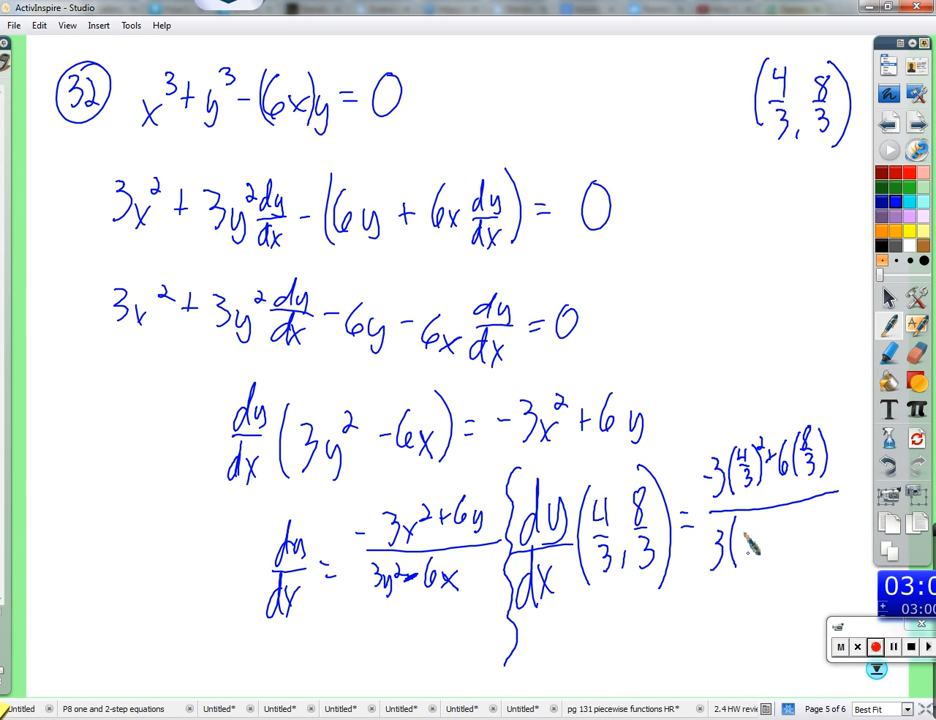 ActivInspire - Studio
File Edit View Insert Tools Help
32 x³ + y³ - (6x)y = 0 (4/3, 8/3)
3x² + 3y² dy/dx - (6y + 6x dy/dx) = 0
3x² + 3y² dy/dx - 6y - 6x dy/dx = 0
dy/dx (3y² - 6x) = -3x² + 6y
dy/dx = (-3x² + 6y)/(3y² - 6x) { dy/dx (4/3, 8/3) = (-3(4/3)² + 6(8/3))/(3(
T π
03:0
03:00
M
Untitled P8 one and 2-step equations Untitled* Untitled* Untitled* Untitled* Untitled* pg 131 piecewise functions HR* 2.4 HW revi Page 5 of 6 Best Fit